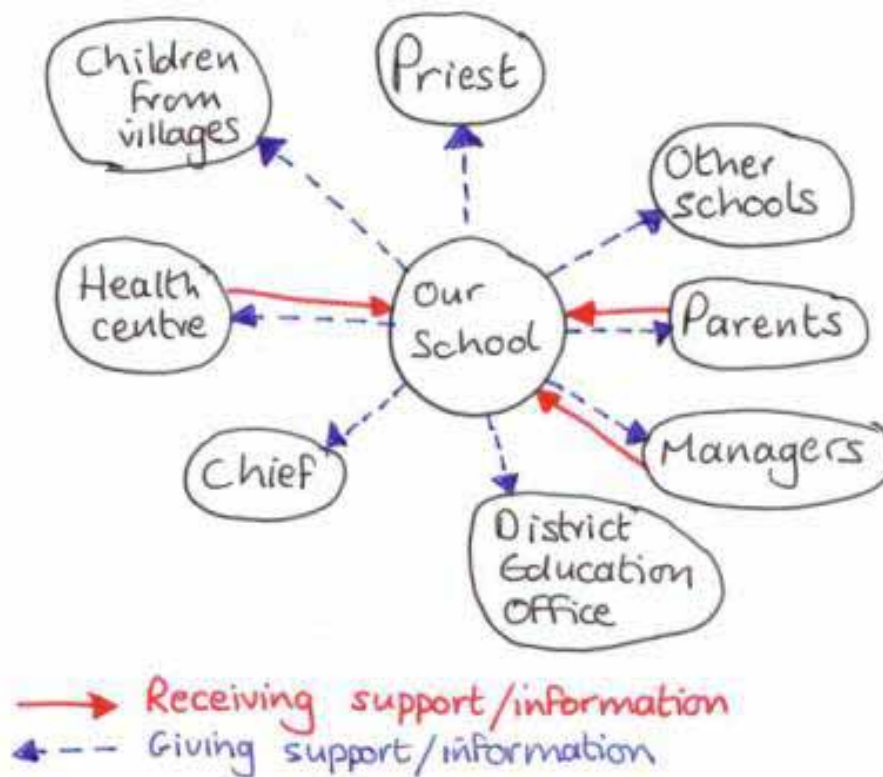 Children
from
villages
Priest
Other
schools
Health
centre
Our
School
Parents
Chief
Managers
District
Education
Office
Receiving support/information
Giving support/information